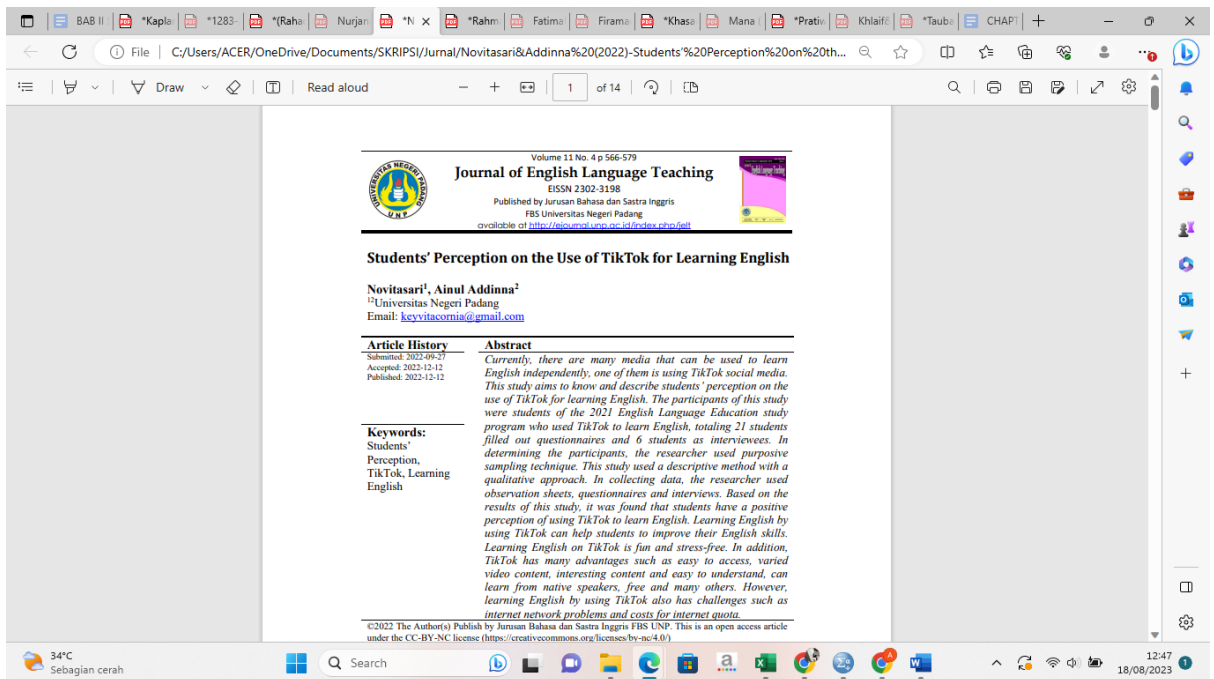 BAB II
*Kapla
*1283-
*(Raha
Nurjan
*N
*Rahm
Fatima
Firama
*Khasa
Mana (
*Prativ
Khlaif
*Tauba
CHAPT
File
C:/Users/ACER/OneDrive/Documents/SKRIPSI/Jurnal/Novitasari&Addinna%20(2022)-Students'%20Perception%20on%20th...
Draw
Read aloud
1
of 14
Volume 11 No. 4 p 566-579
Journal of English Language Teaching
EISSN 2302-3198
Published by Jurusan Bahasa dan Sastra Inggris
FBS Universitas Negeri Padang
available at http://ejournal.unp.ac.id/index.php/jelt
UNIVERSITAS NEGERI PADANG
UNP
Students' Perception on the Use of TikTok for Learning English
Novitasari1, Ainul Addinna2
12Universitas Negeri Padang
Email: keyvitacornia@gmail.com
Article History
Submitted: 2022-09-27
Accepted: 2022-12-12
Published: 2022-12-12
Keywords:
Students'
Perception,
TikTok, Learning
English
Abstract
Currently, there are many media that can be used to learn
English independently, one of them is using TikTok social media.
This study aims to know and describe students' perception on the
use of TikTok for learning English. The participants of this study
were students of the 2021 English Language Education study
program who used TikTok to learn English, totaling 21 students
filled out questionnaires and 6 students as interviewees. In
determining the participants, the researcher used purposive
sampling technique. This study used a descriptive method with a
qualitative approach. In collecting data, the researcher used
observation sheets, questionnaires and interviews. Based on the
results of this study, it was found that students have a positive
perception of using TikTok to learn English. Learning English by
using TikTok can help students to improve their English skills.
Learning English on TikTok is fun and stress-free. In addition,
TikTok has many advantages such as easy to access, varied
video content, interesting content and easy to understand, can
learn from native speakers, free and many others. However,
learning English by using TikTok also has challenges such as
internet network problems and costs for internet quota.
©2022 The Author(s) Publish by Jurusan Bahasa dan Sastra Inggris FBS UNP. This is an open access article
under the CC-BY-NC license (https://creativecommons.org/licenses/by-nc/4.0/)
34°C
Sebagian cerah
Search
12:47
18/08/2023
1